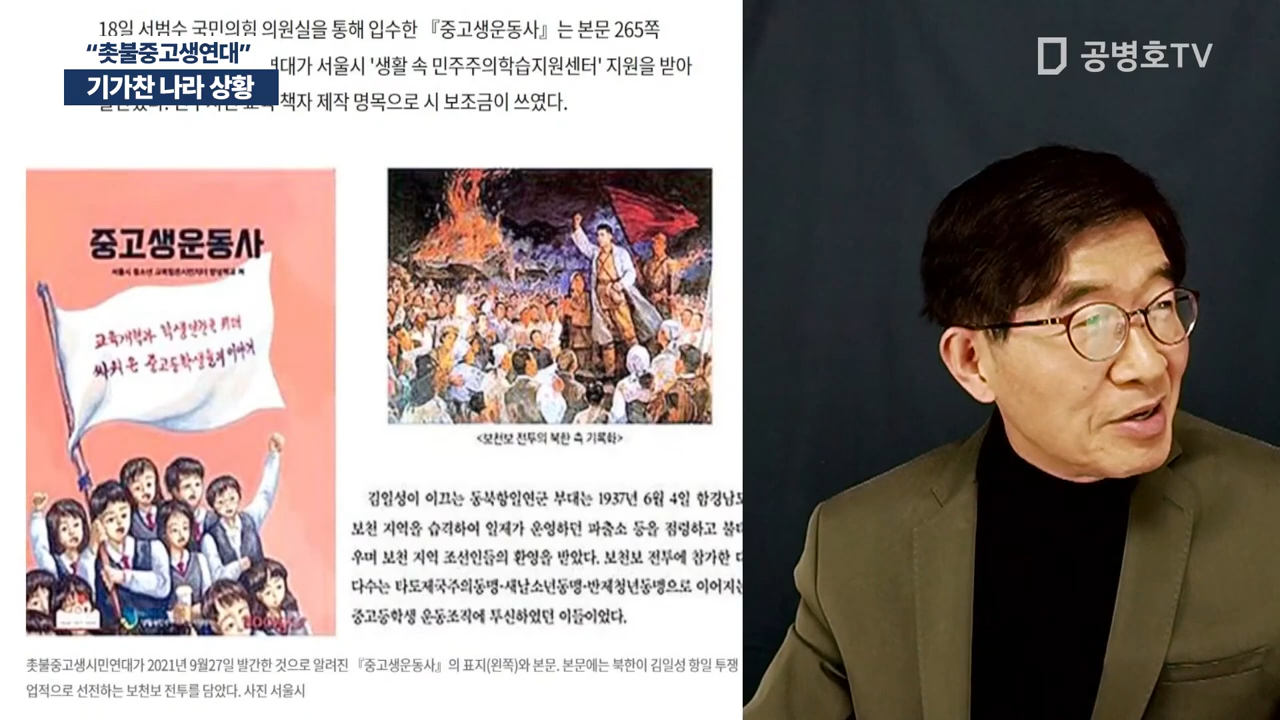 18일 서범수 국민의힘 의원실을 통해 입수한 『중고생운동사』는 본문 265쪽
“촛불중고생연대”
연대가 서울시 '생활 속 민주주의학습지원센터' 지원을 받아
기가찬 나라 상황
책자 제작 명목으로 시 보조금이 쓰였다.
공병호TV
중고생운동사
교육개혁과 학생인간화를 위해
싸워 온 중고등학생들의 이야기
<보천보 전투의 북한 측 기록화>
김일성이 이끄는 동북항일연군 부대는 1937년 6월 4일 함경남도
보천 지역을 습격하여 일제가 운영하던 파출소 등을 점령하고 불태
우며 보천 지역 조선인들의 환영을 받았다. 보천보 전투에 참가한 다
다수는 타도제국주의동맹·새날소년동맹·반제청년동맹으로 이어지는
중고등학생 운동조직에 투신하였던 이들이었다.
촛불중고생시민연대가 2021년 9월27일 발간한 것으로 알려진 『중고생운동사』의 표지(왼쪽)와 본문. 본문에는 북한이 김일성 항일 투쟁
업적으로 선전하는 보천보 전투를 담았다. 사진 서울시